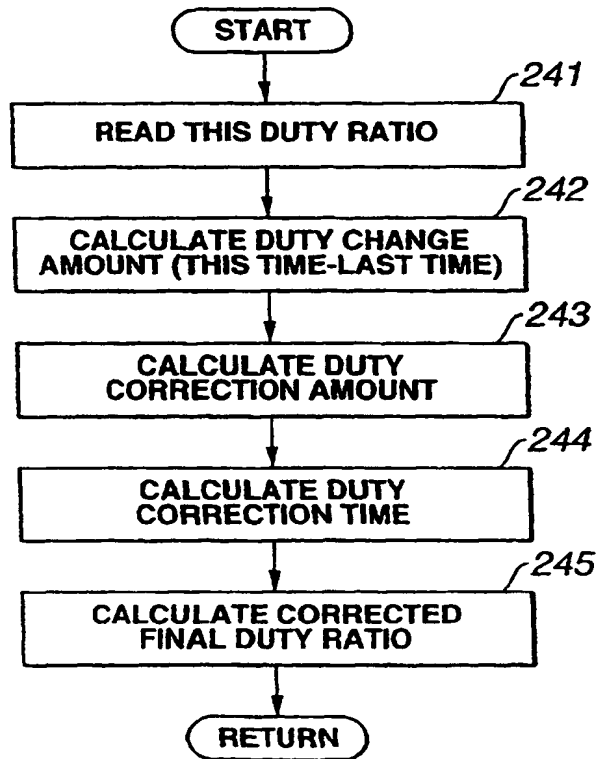 START
241
READ THIS DUTY RATIO
242
CALCULATE DUTY CHANGE
AMOUNT (THIS TIME-LAST TIME)
243
CALCULATE DUTY
CORRECTION AMOUNT
244
CALCULATE DUTY
CORRECTION TIME
245
CALCULATE CORRECTED
FINAL DUTY RATIO
RETURN